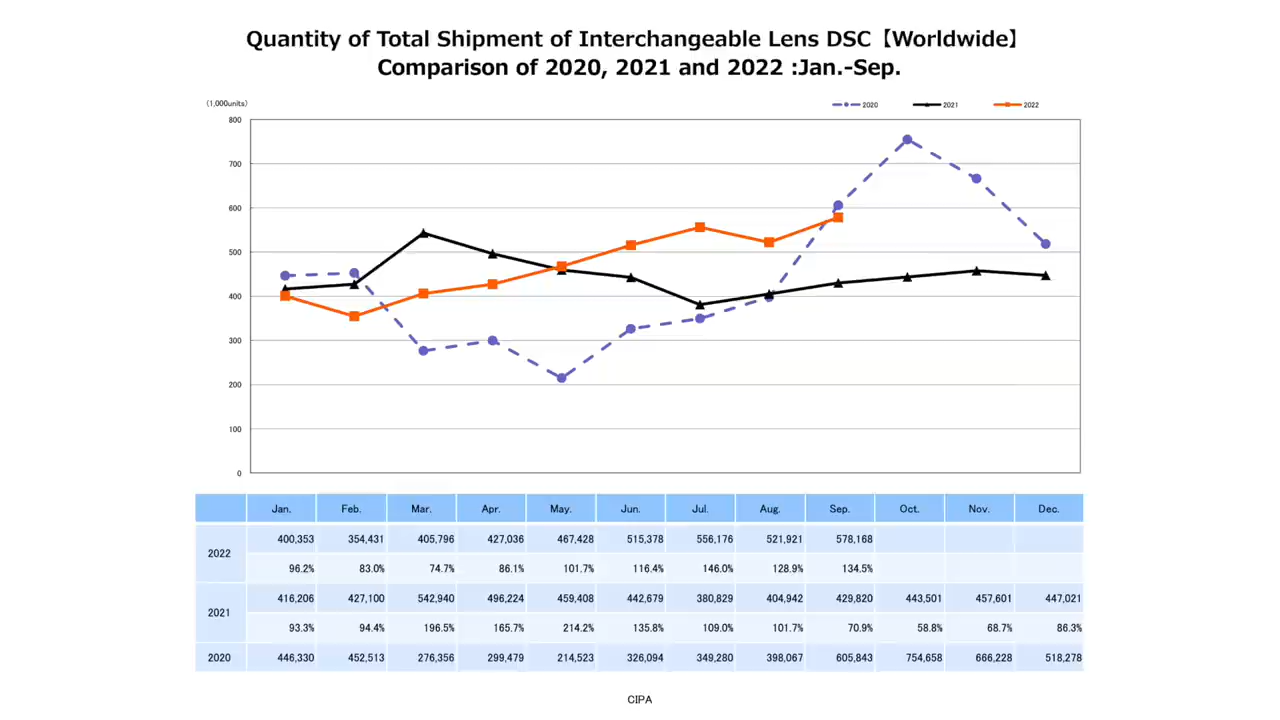 Quantity of Total Shipment of Interchangeable Lens DSC【Worldwide】
Comparison of 2020, 2021 and 2022 :Jan.-Sep.
(1,000units)
2020 2021 2022
800
700
600
500
400
300
200
100
0
Jan. Feb. Mar. Apr. May. Jun. Jul. Aug. Sep. Oct. Nov. Dec.
2022 400,353 354,431 405,796 427,036 467,428 515,378 556,176 521,921 578,168
96.2% 83.0% 74.7% 86.1% 101.7% 116.4% 146.0% 128.9% 134.5%
2021 416,206 427,100 542,940 496,224 459,408 442,679 380,829 404,942 429,820 443,501 457,601 447,021
93.3% 94.4% 196.5% 165.7% 214.2% 135.8% 109.0% 101.7% 70.9% 58.8% 68.7% 86.3%
2020 446,330 452,513 276,356 299,479 214,523 326,094 349,280 398,067 605,843 754,658 666,228 518,278
CIPA